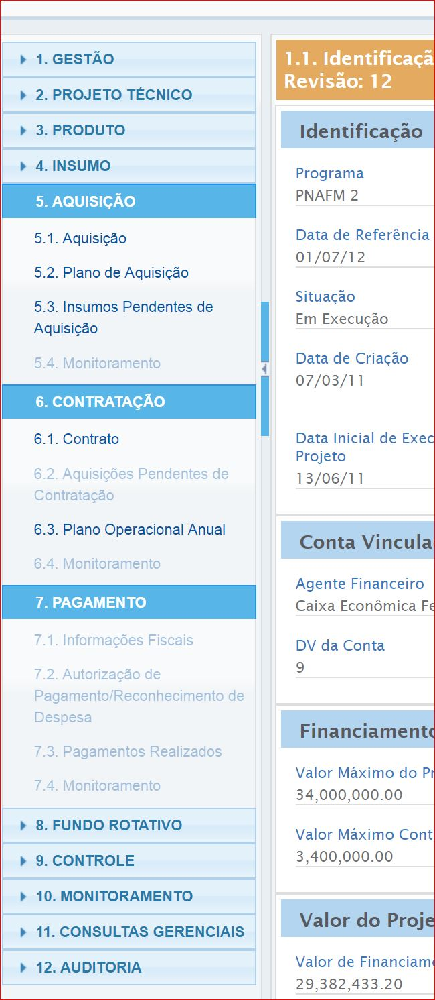 1. GESTÃO
2. PROJETO TÉCNICO
3. PRODUTO
4. INSUMO
5. AQUISIÇÃO
5.1. Aquisição
5.2. Plano de Aquisição
5.3. Insumos Pendentes de
Aquisição
5.4. Monitoramento
6. CONTRATAÇÃO
6.1. Contrato
6.2. Aquisições Pendentes de
Contratação
6.3. Plano Operacional Anual
6.4. Monitoramento
7. PAGAMENTO
7.1. Informações Fiscais
7.2. Autorização de
Pagamento/Reconhecimento de
Despesa
7.3. Pagamentos Realizados
7.4. Monitoramento
8. FUNDO ROTATIVO
9. CONTROLE
10. MONITORAMENTO
11. CONSULTAS GERENCIAIS
12. AUDITORIA
1.1. Identificaçã
Revisão: 12
Identificação
Programa
PNAFM 2
Data de Referência
01/07/12
Situação
Em Execução
Data de Criação
07/03/11
Data Inicial de Exec
Projeto
13/06/11
Conta Vincula
Agente Financeiro
Caixa Econômica Fe
DV da Conta
9
Financiamento
Valor Máximo do Pr
34,000,000.00
Valor Máximo Cont
3,400,000.00
Valor do Proje
Valor de Financiame
29,382,433.20